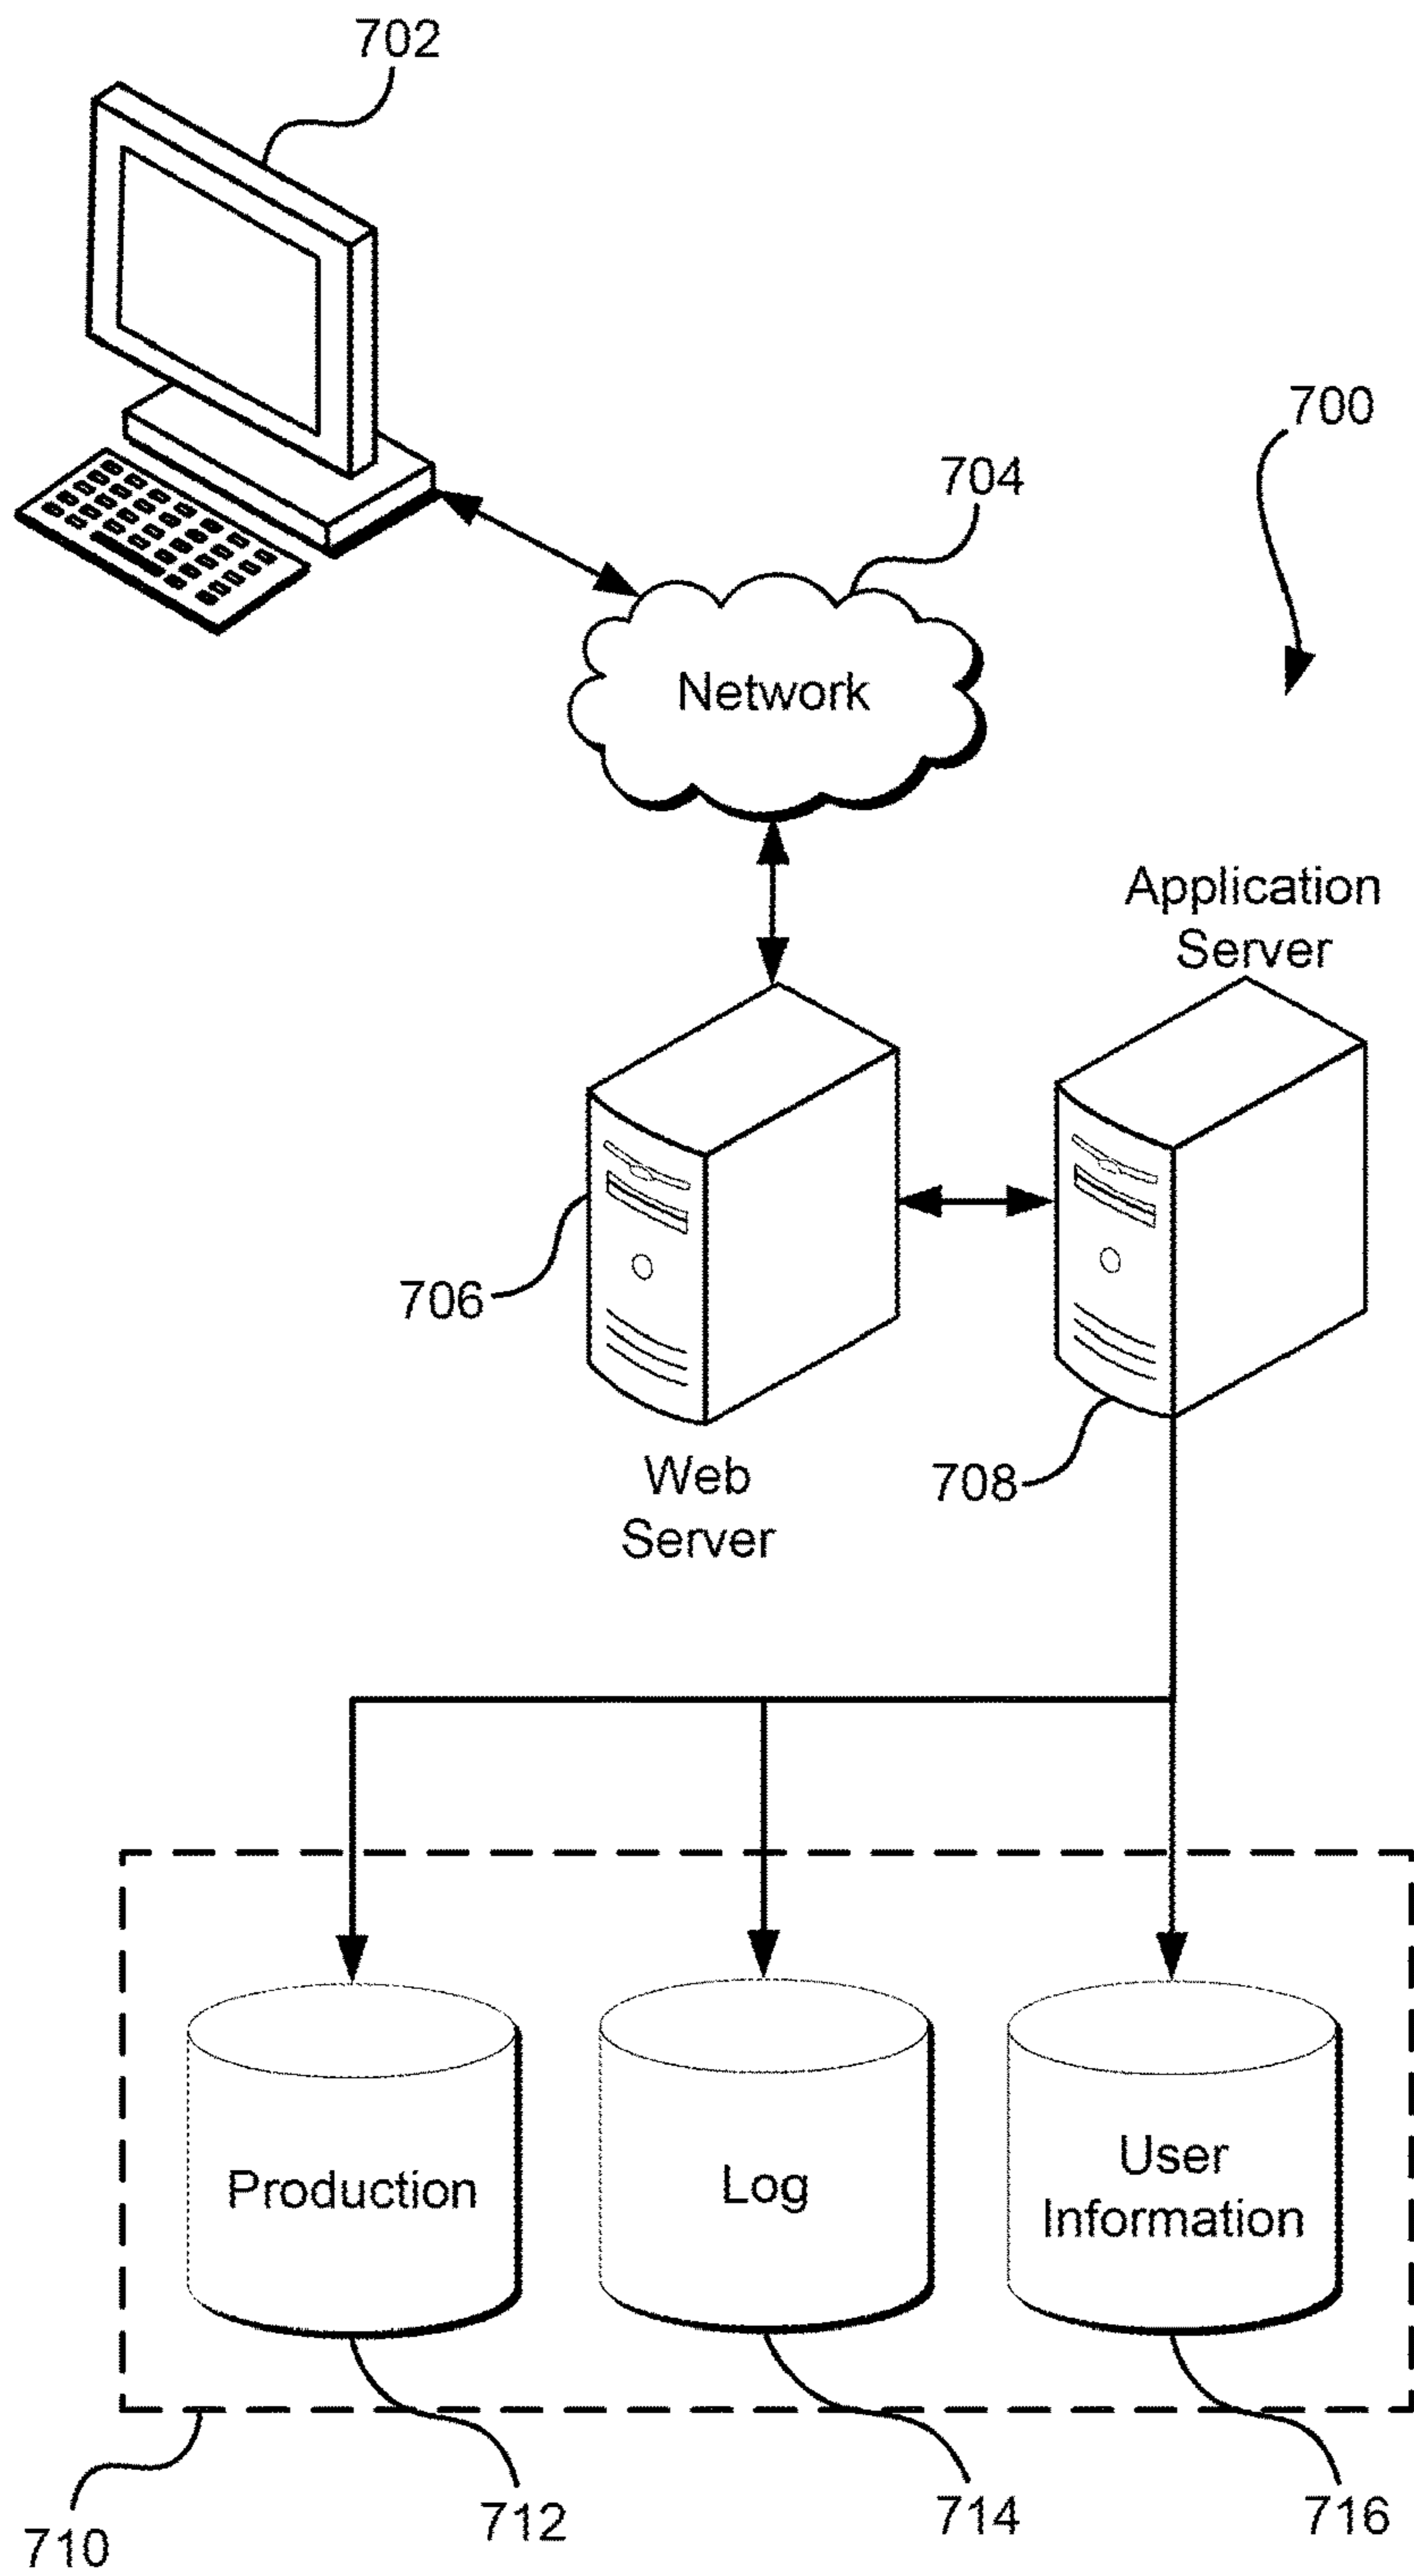 702
700
704
Network
Application
Server
706
708
Web
Server
Production
Log
User
Information
710
712
714
716